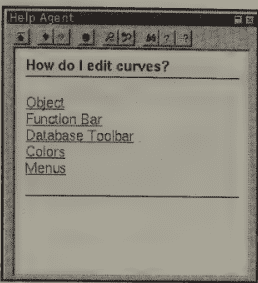 Help Agent
How do I edit curves?
Object
Function Bar
Database Toolbar
Colors
Menus